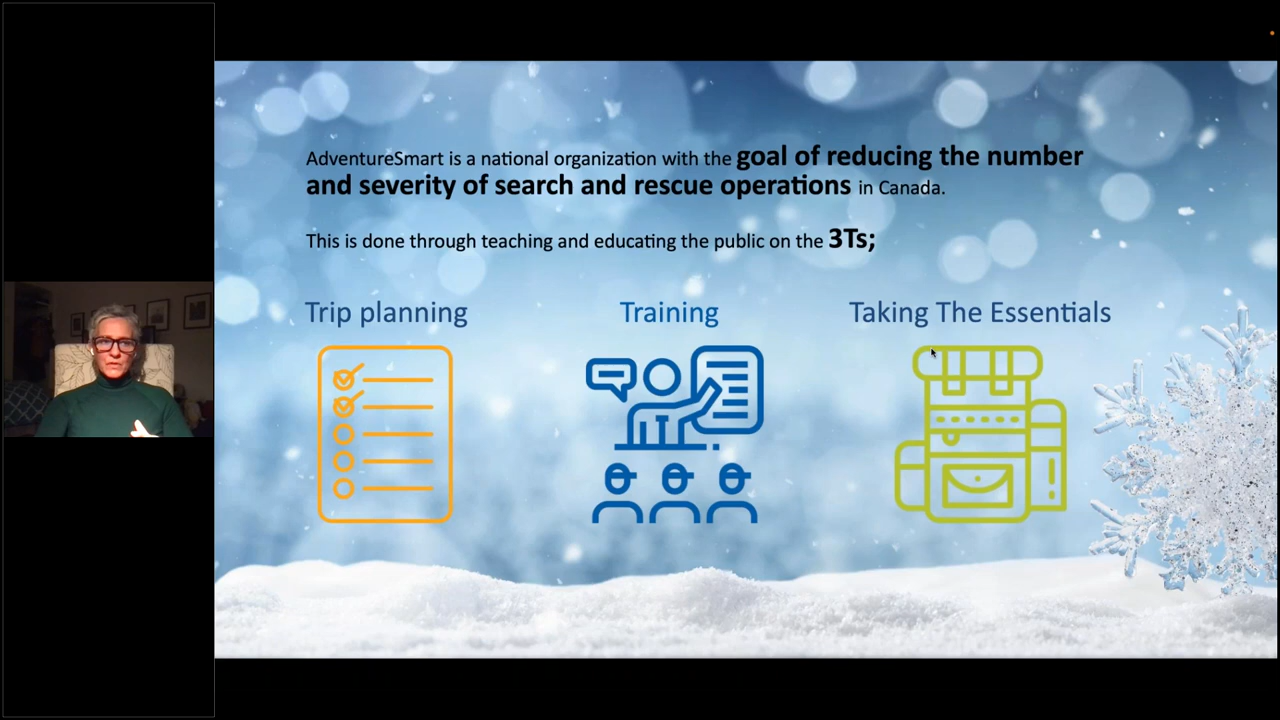 AdventureSmart is a national organization with the goal of reducing the number
and severity of search and rescue operations in Canada.
This is done through teaching and educating the public on the 3Ts;
Trip planning
Training
Taking The Essentials